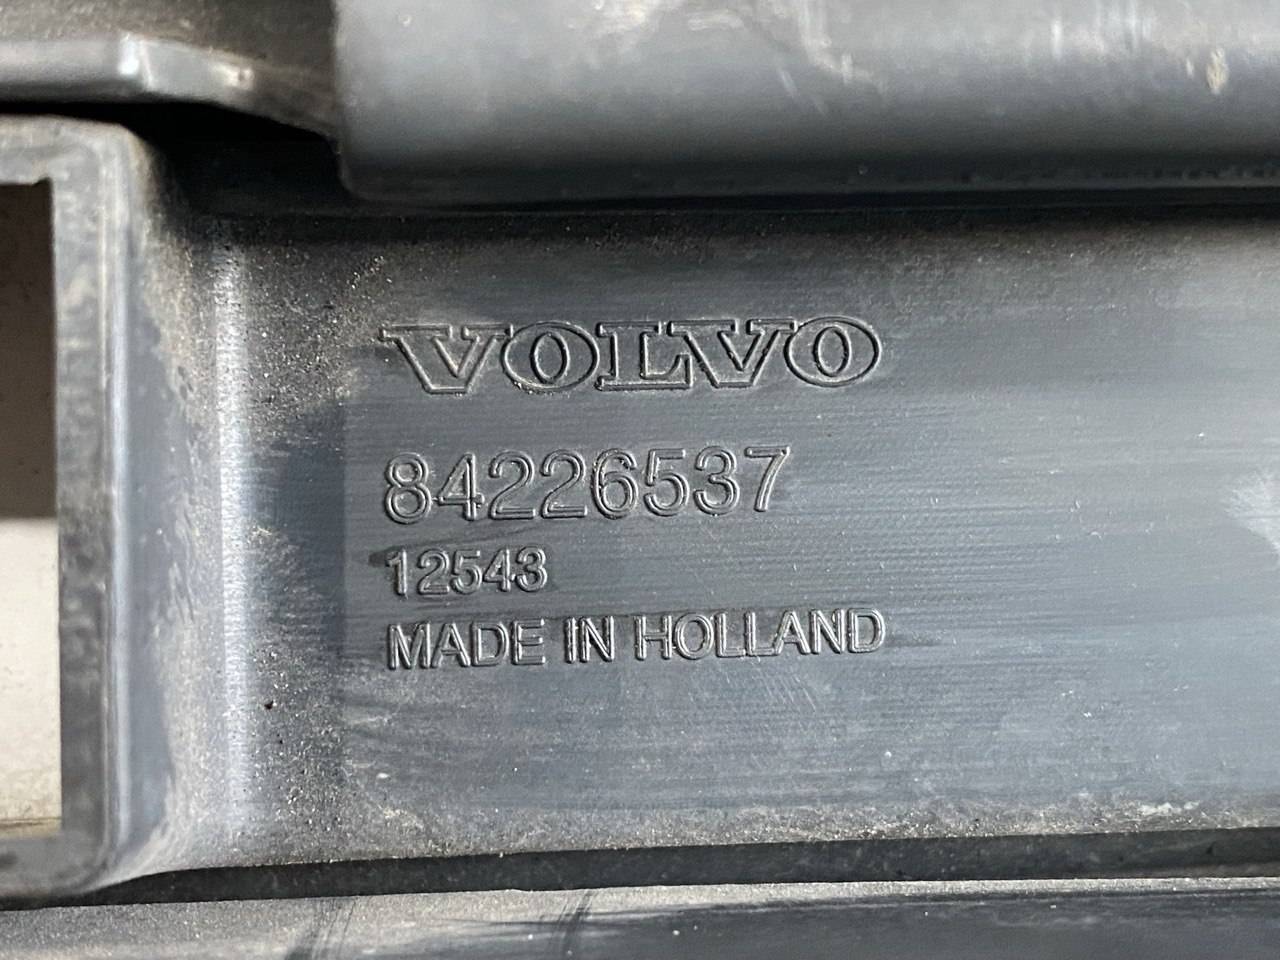 VOLVO
84226537
12543
MADE IN HOLLAND